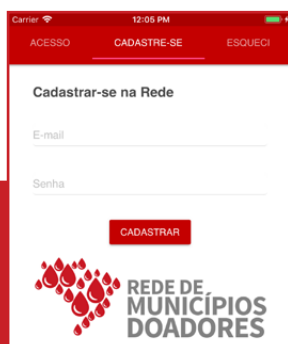 Carrier 12:05 PM
ACESSO CADASTRE-SE ESQUECI
Cadastrar-se na Rede
E-mail
Senha
CADASTRAR
REDE DE
MUNICÍPIOS
DOADORES